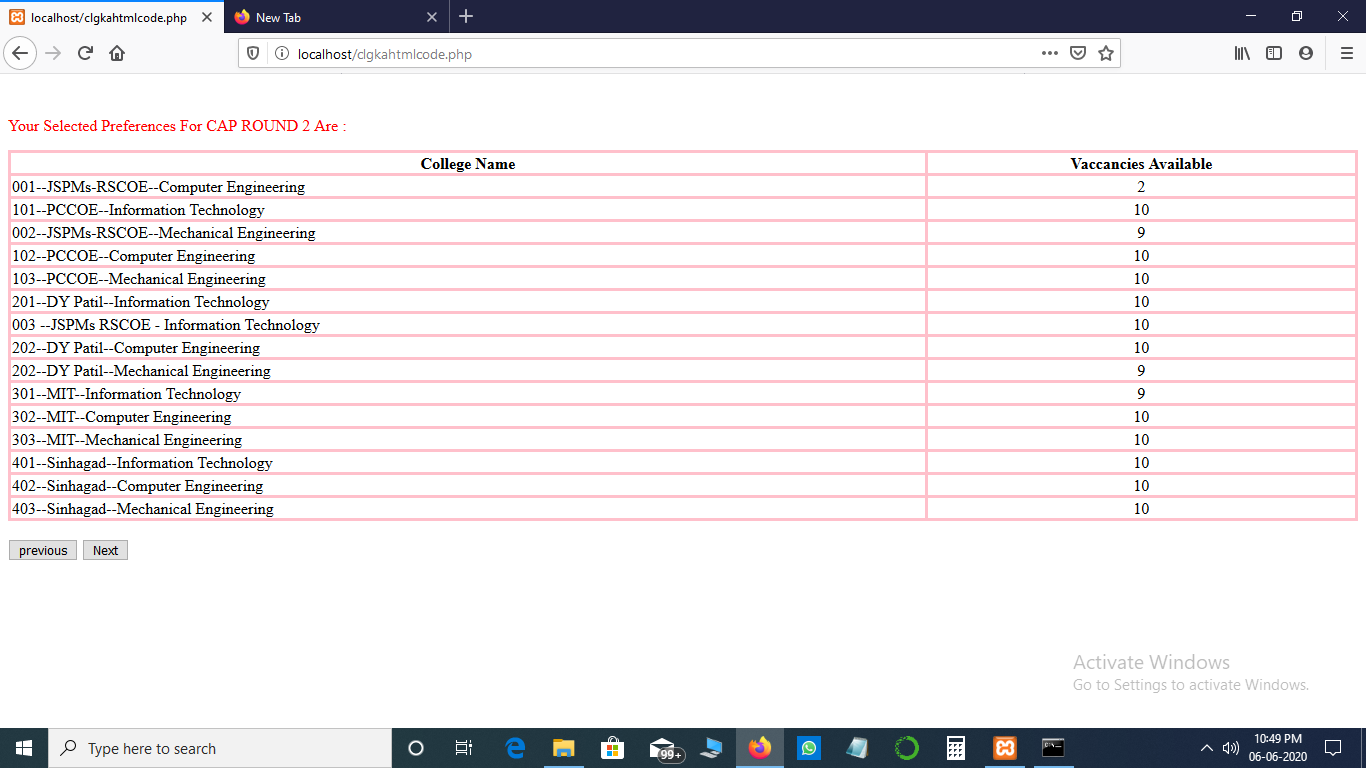 localhost/clgkahtmlcode.php
New Tab
localhost/clgkahtmlcode.php
Your Selected Preferences For CAP ROUND 2 Are :
College Name Vaccancies Available
001--JSPMs-RSCOE--Computer Engineering 2
101--PCCOE--Information Technology 10
002--JSPMs-RSCOE--Mechanical Engineering 9
102--PCCOE--Computer Engineering 10
103--PCCOE--Mechanical Engineering 10
201--DY Patil--Information Technology 10
003 --JSPMs RSCOE - Information Technology 10
202--DY Patil--Computer Engineering 10
202--DY Patil--Mechanical Engineering 9
301--MIT--Information Technology 9
302--MIT--Computer Engineering 10
303--MIT--Mechanical Engineering 10
401--Sinhagad--Information Technology 10
402--Sinhagad--Computer Engineering 10
403--Sinhagad--Mechanical Engineering 10
previous Next
Activate Windows
Go to Settings to activate Windows.
Type here to search
99+
10:49 PM
06-06-2020